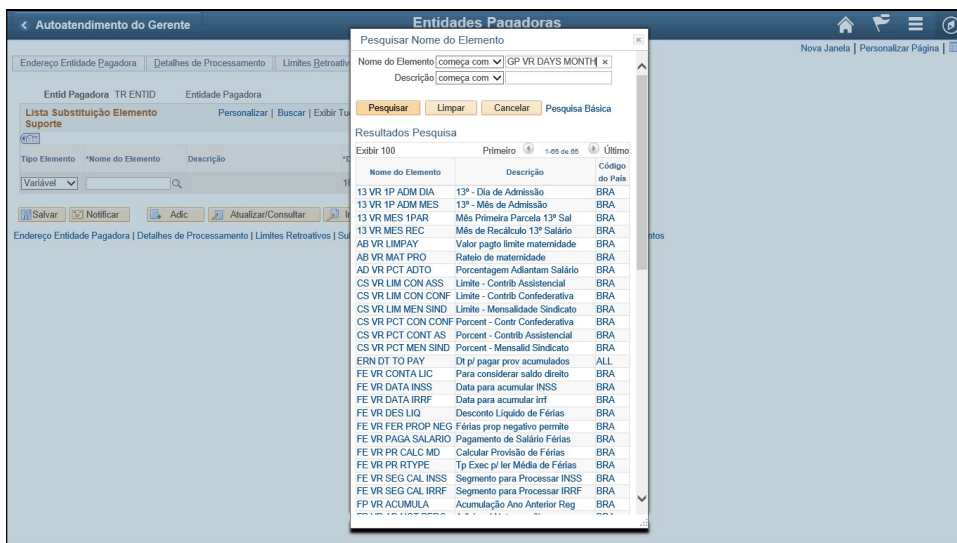 Autoatendimento do Gerente
Entidades Pagadoras
Nova Janela | Personalizar Página |
Endereço Entidade Pagadora
Detalhes de Processamento
Limites Retroativ
Entid Pagadora TR ENTID Entidade Pagadora
Lista Substituição Elemento Suporte
Personalizar | Buscar | Exibir Tu
Tipo Elemento *Nome do Elemento Descrição *D
Variável 10
Salvar Notificar Adic Atualizar/Consultar In
Endereço Entidade Pagadora | Detalhes de Processamento | Limites Retroativos | Su
ntos
Pesquisar Nome do Elemento
Nome do Elemento começa com GP VR DAYS MONTH ×
Descrição começa com
Pesquisar Limpar Cancelar Pesquisa Básica
Resultados Pesquisa
Exibir 100 Primeiro 1-65 de 65 Último
Nome do Elemento Descrição Código do País
13 VR 1P ADM DIA 13º - Dia de Admissão BRA
13 VR 1P ADM MES 13º - Mês de Admissão BRA
13 VR MES 1PAR Mês Primeira Parcela 13º Sal BRA
13 VR MES REC Mês de Recálculo 13º Salário BRA
AB VR LIMPAY Valor pagto limite maternidade BRA
AB VR MAT PRO Rateio de maternidade BRA
AD VR PCT ADTO Porcentagem Adiantam Salário BRA
CS VR LIM CON ASS Limite - Contrib Assistencial BRA
CS VR LIM CON CONF Limite - Contrib Confederativa BRA
CS VR LIM MEN SIND Limite - Mensalidade Sindicato BRA
CS VR PCT CON CONF Porcent - Contr Confederativa BRA
CS VR PCT CONT AS Porcent - Contrib Assistencial BRA
CS VR PCT MEN SIND Porcent - Mensalid Sindicato BRA
ERN DT TO PAY Dt p/ pagar prov acumulados ALL
FE VR CONTA LIC Para considerar saldo direito BRA
FE VR DATA INSS Data para acumular INSS BRA
FE VR DATA IRRF Data para acumular irrf BRA
FE VR DES LIQ Desconto Líquido de Férias BRA
FE VR FER PROP NEG Férias prop negativo permite BRA
FE VR PAGA SALARIO Pagamento de Salário Férias BRA
FE VR PR CALC MD Calcular Provisão de Férias BRA
FE VR PR RTYPE Tp Exec p/ ler Média de Férias BRA
FE VR SEG CAL INSS Segmento para Processar INSS BRA
FE VR SEG CAL IRRF Segmento para Processar IRRF BRA
FP VR ACUMULA Acumulação Ano Anterior Reg BRA